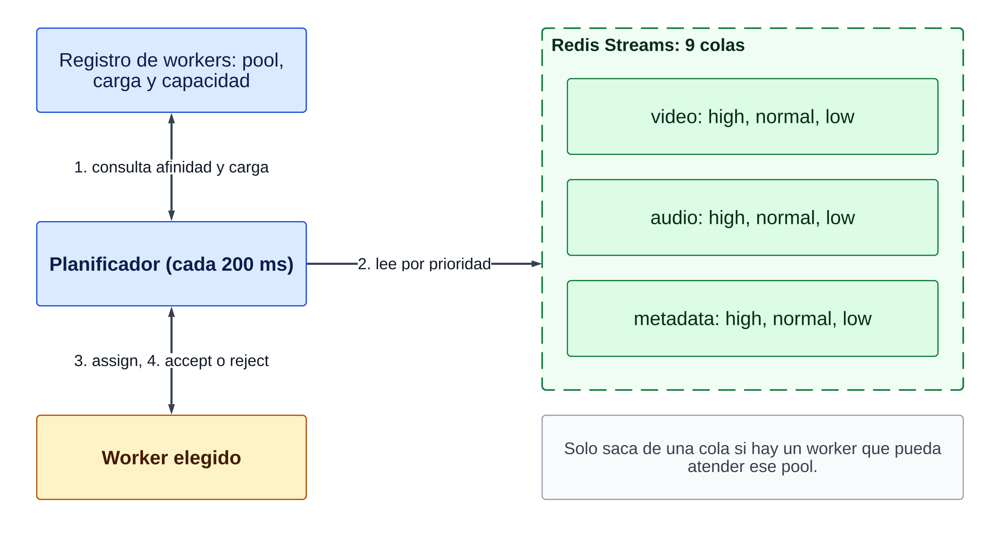 Registro de workers: pool,
carga y capacidad
1. consulta afinidad y carga
Planificador (cada 200 ms)
2. lee por prioridad
3. assign, 4. accept o reject
Worker elegido
Redis Streams: 9 colas
video: high, normal, low
audio: high, normal, low
metadata: high, normal, low
Solo saca de una cola si hay un worker que pueda
atender ese pool.